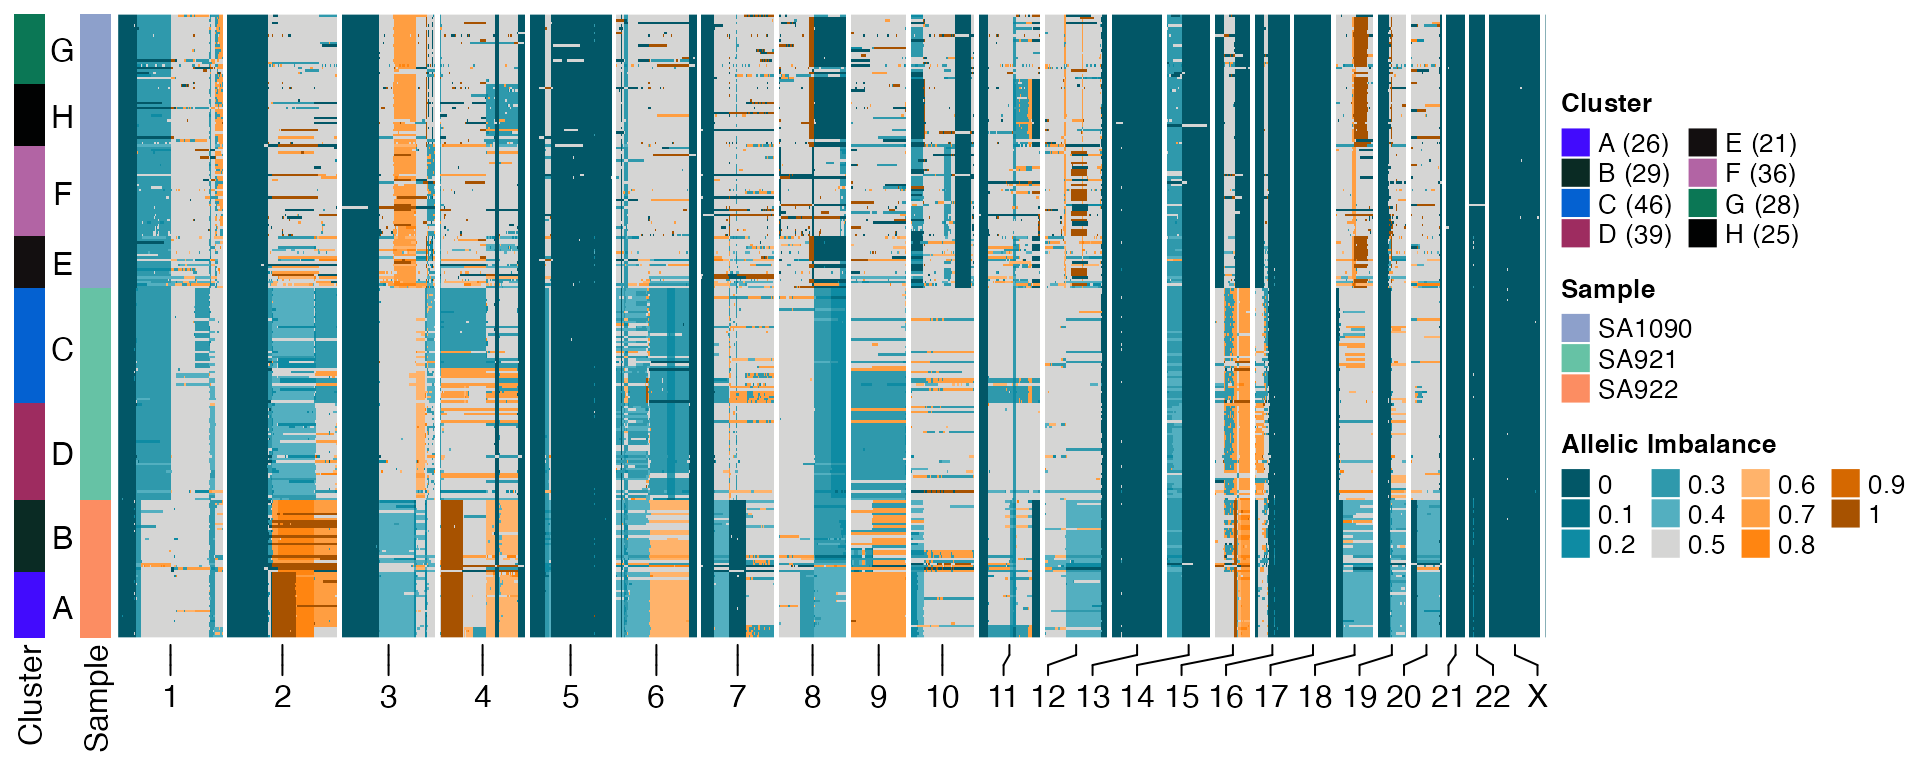 G
H
F
E
C
D
B
A
Cluster
Sample
1 2 3 4 5 6 7 8 9 10 11 12 13 14 15 16 17 18 19 20 21 22 X
Cluster
A (26) E (21)
B (29) F (36)
C (46) G (28)
D (39) H (25)
Sample
SA1090
SA921
SA922
Allelic Imbalance
0 0.3 0.6 0.9
0.1 0.4 0.7 1
0.2 0.5 0.8